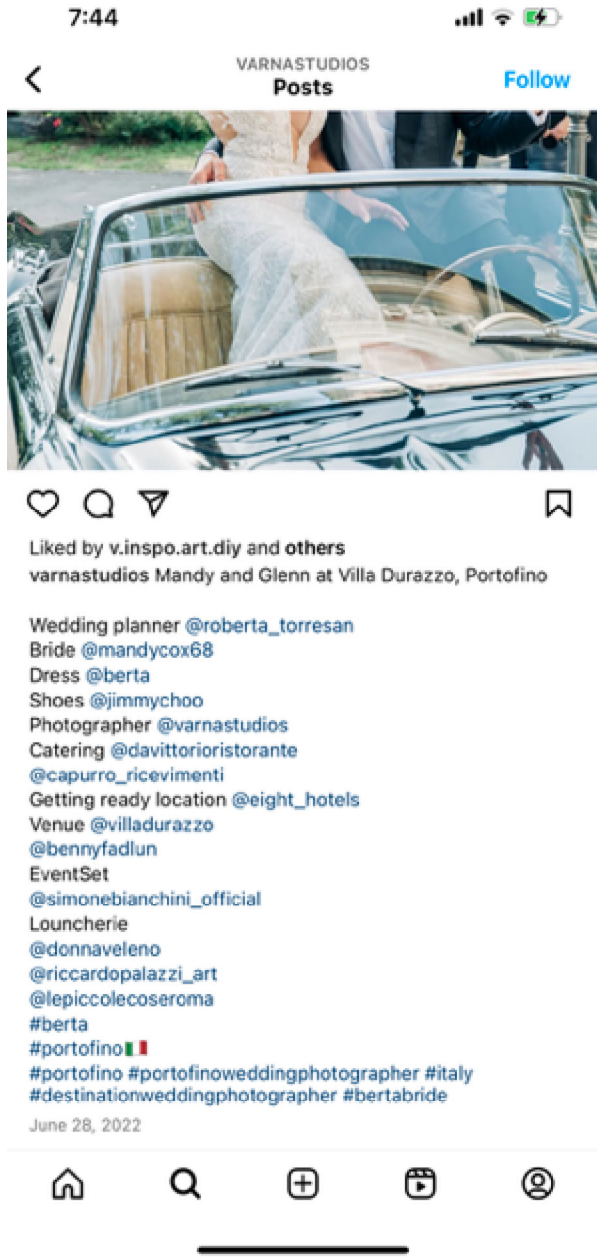 7:44
VARNASTUDIOS
Posts
Follow
Liked by v.inspo.art.diy and others
varnastudios Mandy and Glenn at Villa Durazzo, Portofino
Wedding planner @roberta_torresan
Bride @mandycox68
Dress @berta
Shoes @jimmychoo
Photographer @varnastudios
Catering @davittorioristorante
@capurro_ricevimenti
Getting ready location @eight_hotels
Venue @villadurazzo
@bennyfadlun
EventSet
@simonebianchini_official
Louncherie
@donnaveleno
@riccardopalazzi_art
@lepiccolecoseroma
#berta
#portofino🇮🇹
#portofino #portofinoweddingphotographer #italy
#destinationweddingphotographer #bertabride
June 28, 2022